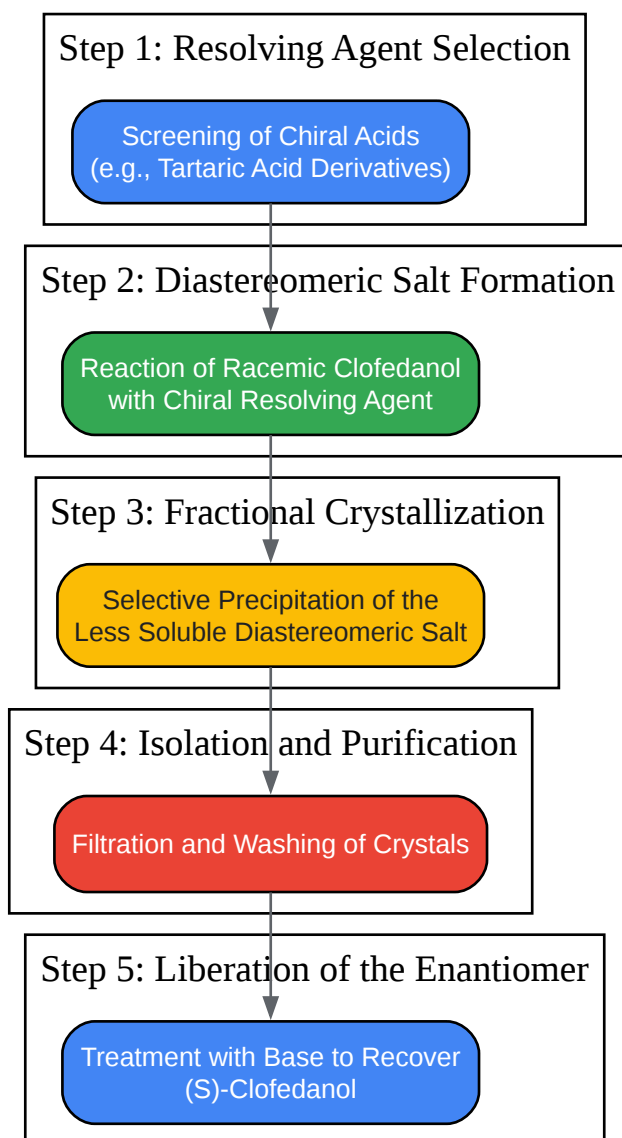 Step 1: Resolving Agent Selection
Screening of Chiral Acids
(e.g., Tartaric Acid Derivatives)
Step 2: Diastereomeric Salt Formation
Reaction of Racemic Clofedanol
with Chiral Resolving Agent
Step 3: Fractional Crystallization
Selective Precipitation of the
Less Soluble Diastereomeric Salt
Step 4: Isolation and Purification
Filtration and Washing of Crystals
Step 5: Liberation of the Enantiomer
Treatment with Base to Recover
(S)-Clofedanol